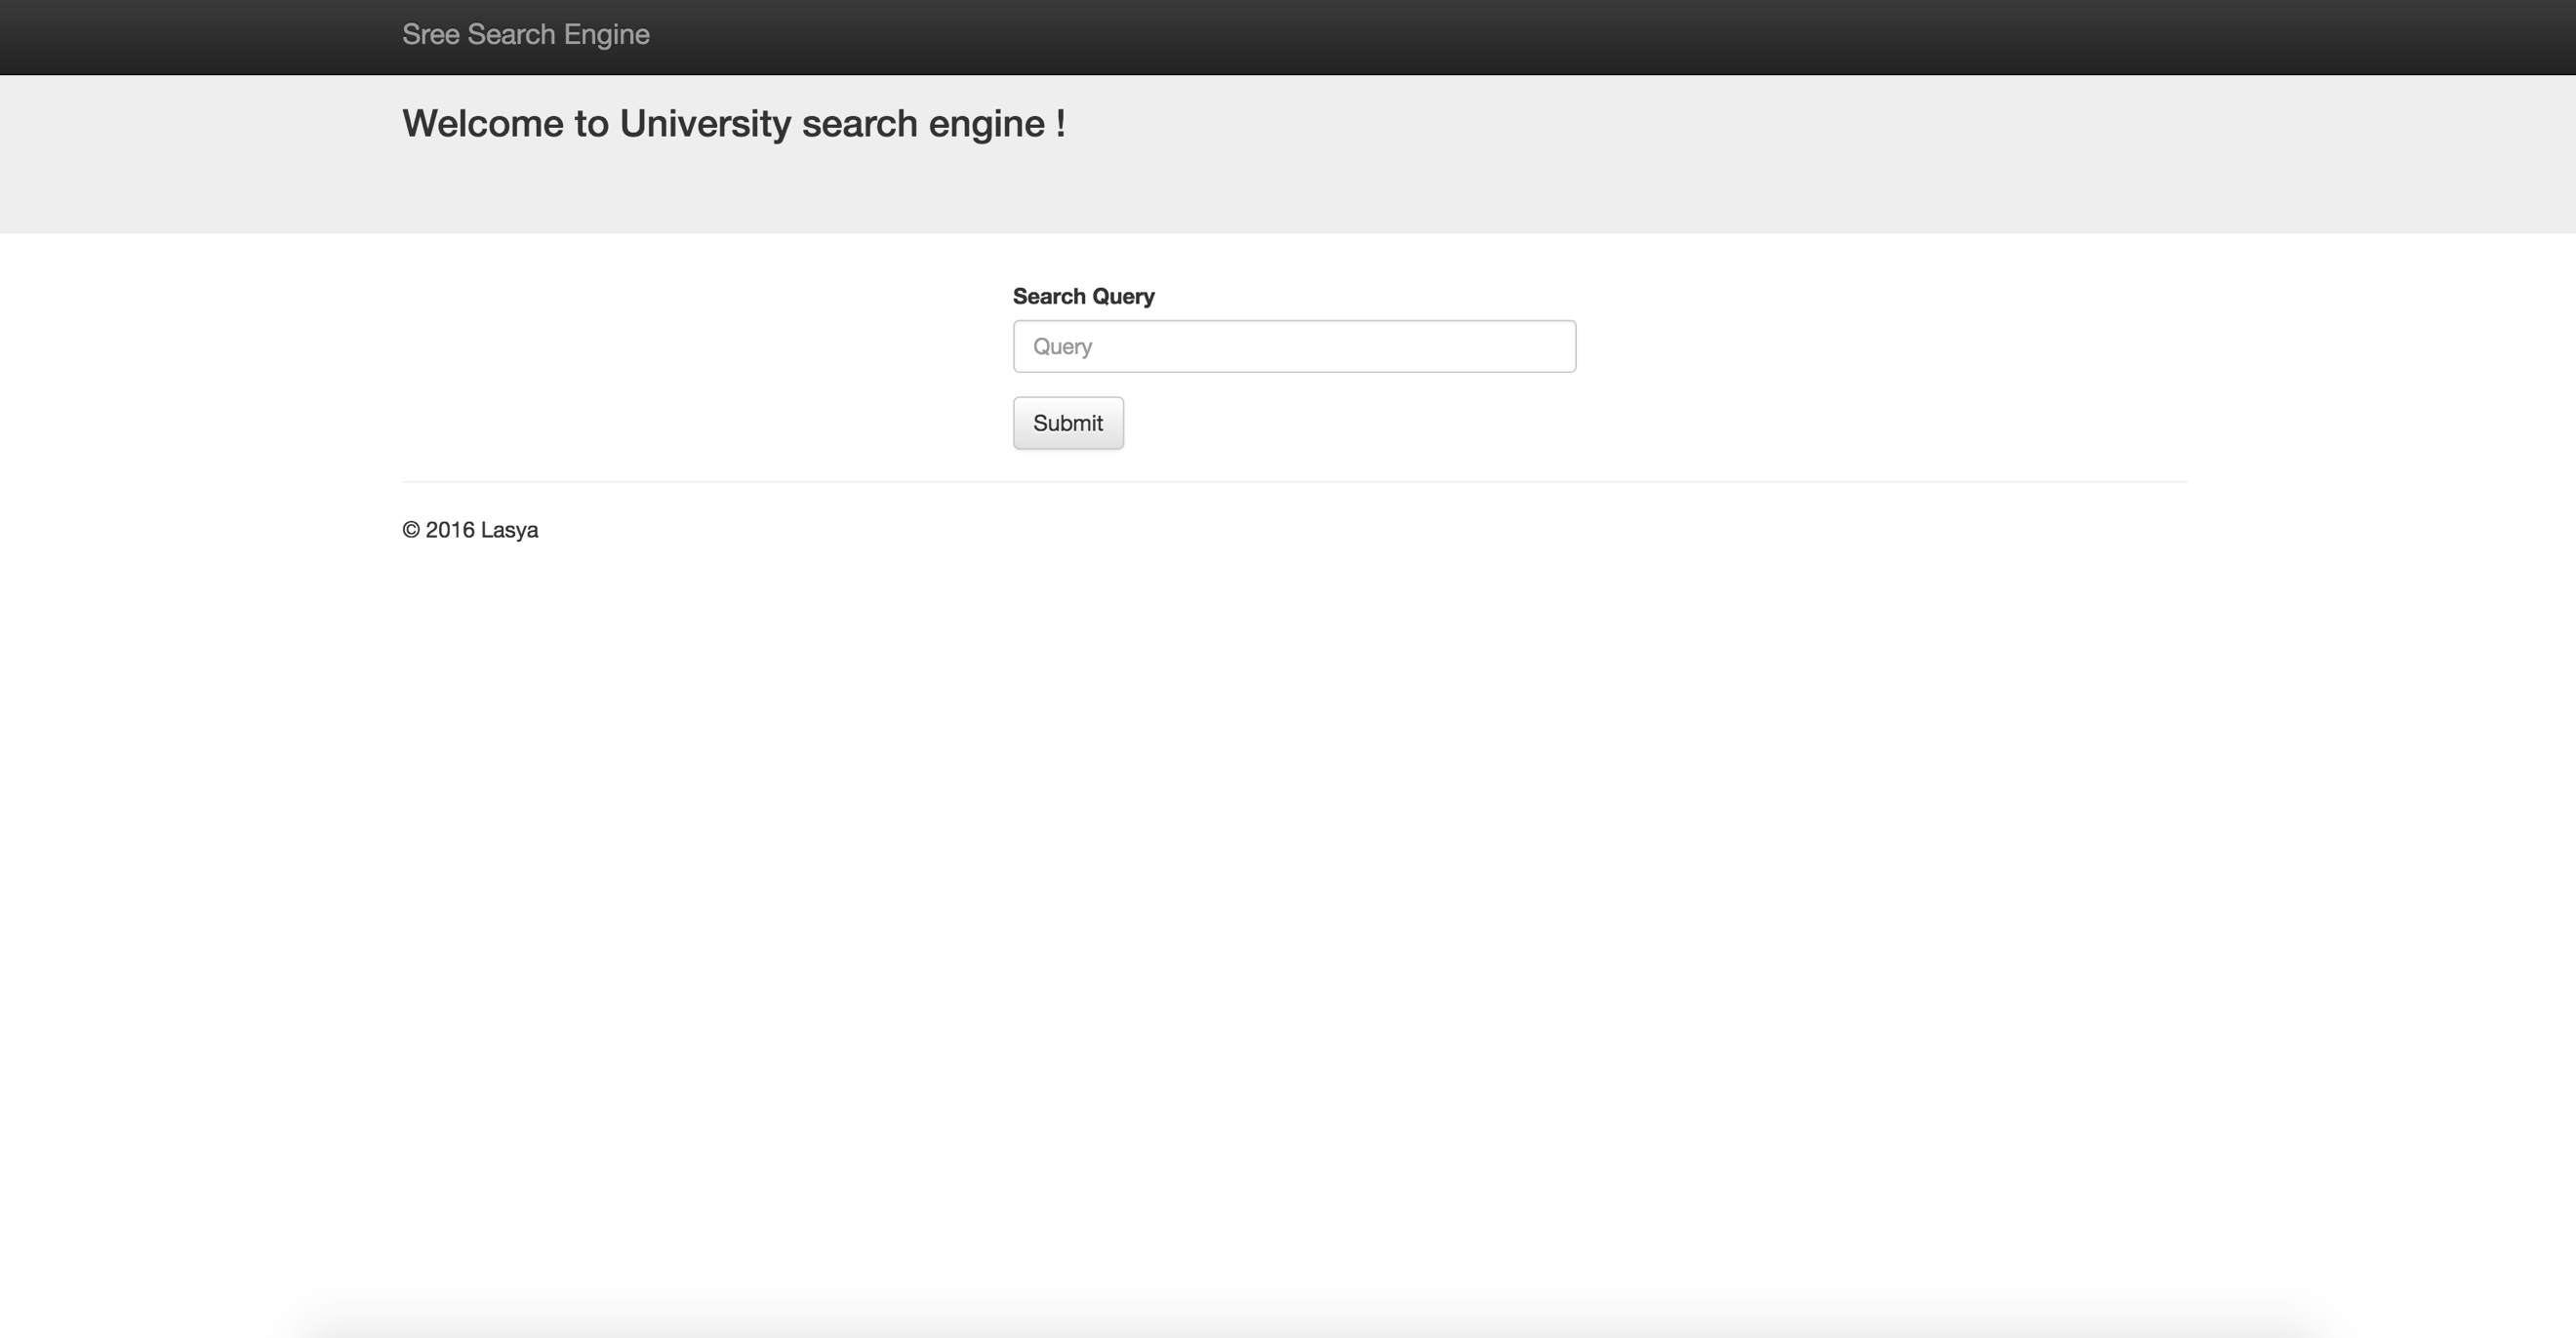 Sree Search Engine
Welcome to University search engine !
Search Query
Query
Submit
© 2016 Lasya